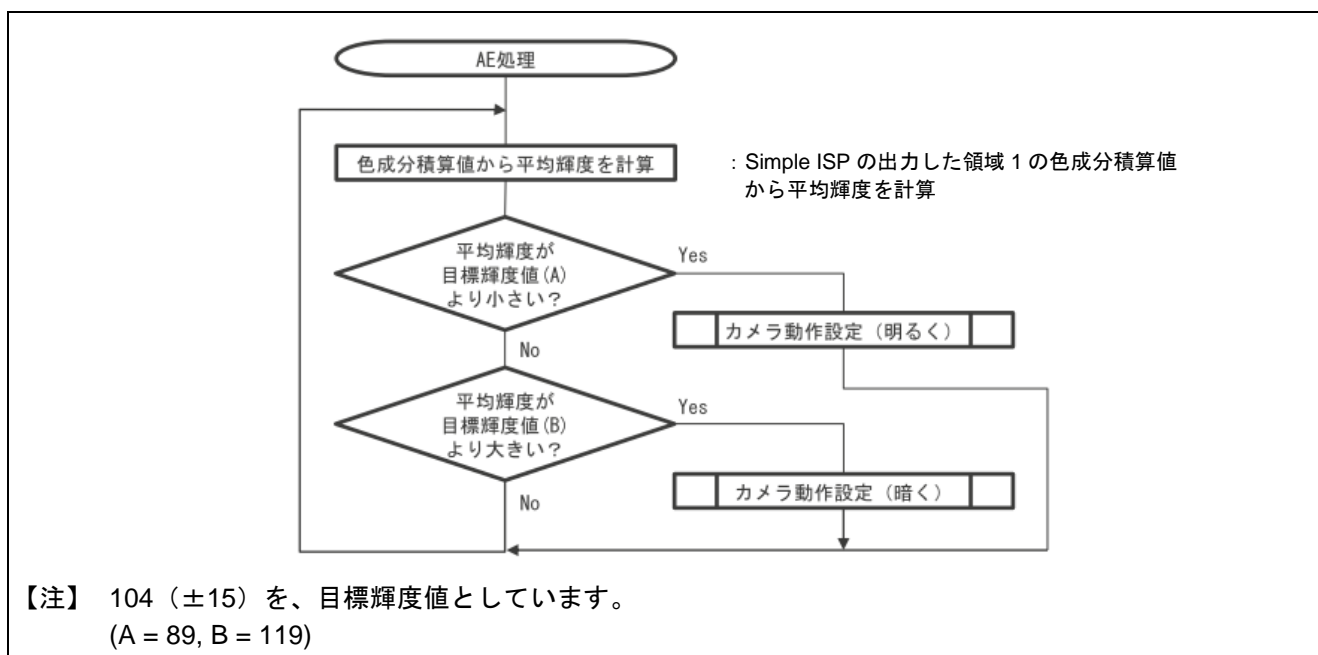 AE処理
色成分積算値から平均輝度を計算
：Simple ISP の出力した領域 1 の色成分積算値
から平均輝度を計算
平均輝度が
目標輝度値(A)
より小さい？
Yes
カメラ動作設定（明るく）
No
平均輝度が
目標輝度値(B)
より大きい？
Yes
カメラ動作設定（暗く）
No
【注】 104（±15）を、目標輝度値としています。
(A = 89, B = 119)